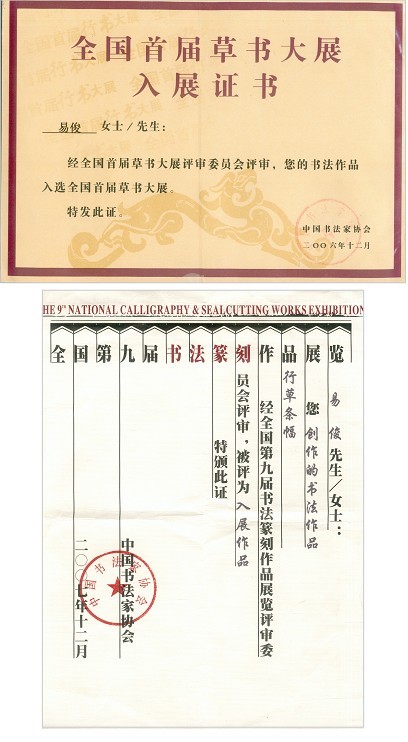 全国首届草书大展
入展证书
易俊 女士/先生：
经全国首届草书大展评审委员会评审，您的书法作品
入选全国首届草书大展。
特发此证。
中国书法家协会
二〇〇六年十二月
THE 9TH NATIONAL CALLIGRAPHY & SEALCUTTING WORKS EXHIBITION
全国第九届书法篆刻作品展览
易俊先生/女士：
您创作的书法作品
行草条幅
经全国第九届书法篆刻作品展览评审委
员会评审，被评为入展作品
特颁此证
中国书法家协会
二〇〇七年十二月
中国书法家协会